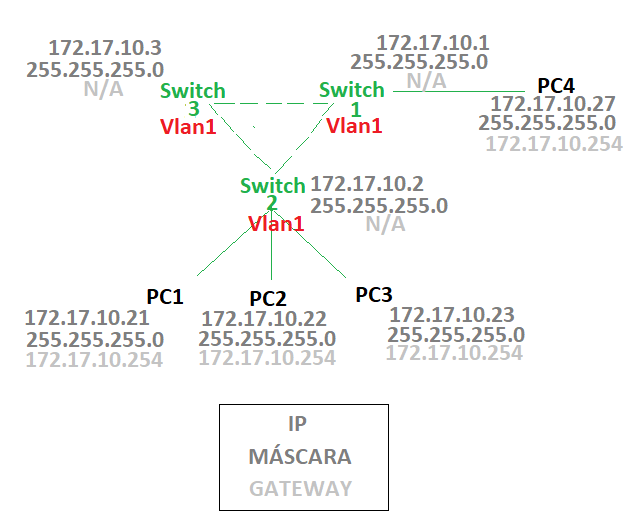 172.17.10.3
255.255.255.0
N/A
Switch
3
Vlan1
172.17.10.1
255.255.255.0
N/A
Switch
1
Vlan1
PC4
172.17.10.27
255.255.255.0
172.17.10.254
Switch
2
Vlan1
172.17.10.2
255.255.255.0
N/A
PC1
172.17.10.21
255.255.255.0
172.17.10.254
PC2
172.17.10.22
255.255.255.0
172.17.10.254
PC3
172.17.10.23
255.255.255.0
172.17.10.254
IP
MÁSCARA
GATEWAY